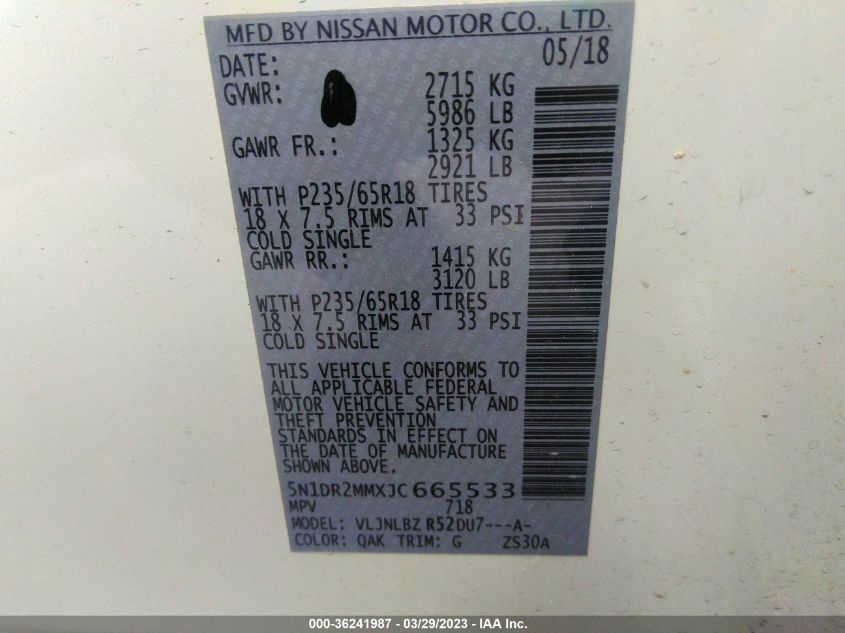 MFD BY NISSAN MOTOR CO., LTD.
DATE: 05/18
GVWR: 2715 KG
5986 LB
GAWR FR.: 1325 KG
2921 LB
WITH P235/65R18 TIRES
18 X 7.5 RIMS AT 33 PSI
COLD SINGLE
GAWR RR.: 1415 KG
3120 LB
WITH P235/65R18 TIRES
18 X 7.5 RIMS AT 33 PSI
COLD SINGLE
THIS VEHICLE CONFORMS TO
ALL APPLICABLE FEDERAL
MOTOR VEHICLE SAFETY AND
THEFT PREVENTION
STANDARDS IN EFFECT ON
THE DATE OF MANUFACTURE
SHOWN ABOVE.
5N1DR2MMXJC665533
MPV 718
MODEL: VLJNLBZ R52DU7---A-
COLOR: QAK TRIM: G ZS30A
000-36241987 - 03/29/2023 - IAA Inc.